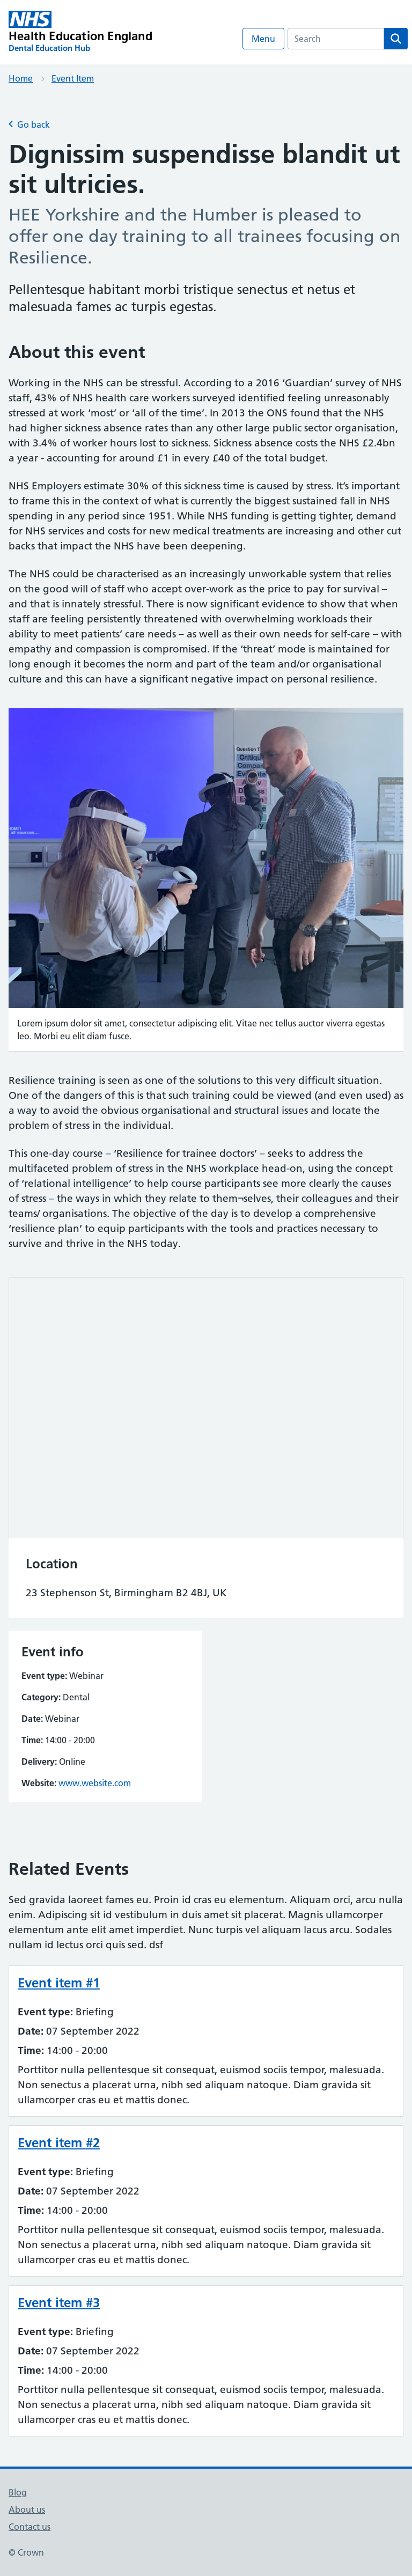 NHS
Health Education England
Dental Education Hub
Menu
Search
Home
Event Item
Go back
Dignissim suspendisse blandit ut
sit ultricies.
HEE Yorkshire and the Humber is pleased to
offer one day training to all trainees focusing on
Resilience.
Pellentesque habitant morbi tristique senectus et netus et
malesuada fames ac turpis egestas.
About this event
Working in the NHS can be stressful. According to a 2016 ‘Guardian’ survey of NHS
staff, 43% of NHS health care workers surveyed identified feeling unreasonably
stressed at work ‘most’ or ‘all of the time’. In 2013 the ONS found that the NHS
had higher sickness absence rates than any other large public sector organisation,
with 3.4% of worker hours lost to sickness. Sickness absence costs the NHS £2.4bn
a year - accounting for around £1 in every £40 of the total budget.
NHS Employers estimate 30% of this sickness time is caused by stress. It’s important
to frame this in the context of what is currently the biggest sustained fall in NHS
spending in any period since 1951. While NHS funding is getting tighter, demand
for NHS services and costs for new medical treatments are increasing and other cut
backs that impact the NHS have been deepening.
The NHS could be characterised as an increasingly unworkable system that relies
on the good will of staff who accept over-work as the price to pay for survival –
and that is innately stressful. There is now significant evidence to show that when
staff are feeling persistently threatened with overwhelming workloads their
ability to meet patients’ care needs – as well as their own needs for self-care – with
empathy and compassion is compromised. If the ‘threat’ mode is maintained for
long enough it becomes the norm and part of the team and/or organisational
culture and this can have a significant negative impact on personal resilience.
Question 1
Lorem ipsum dolor sit amet, consectetur adipiscing elit. Vitae nec tellus auctor viverra egestas
leo. Morbi eu elit diam fusce.
Resilience training is seen as one of the solutions to this very difficult situation.
One of the dangers of this is that such training could be viewed (and even used) as
a way to avoid the obvious organisational and structural issues and locate the
problem of stress in the individual.
This one-day course – ‘Resilience for trainee doctors’ – seeks to address the
multifaceted problem of stress in the NHS workplace head-on, using the concept
of ‘relational intelligence’ to help course participants see more clearly the causes
of stress – the ways in which they relate to them¬selves, their colleagues and their
teams/ organisations. The objective of the day is to develop a comprehensive
‘resilience plan’ to equip participants with the tools and practices necessary to
survive and thrive in the NHS today.
Location
23 Stephenson St, Birmingham B2 4BJ, UK
Event info
Event type: Webinar
Category: Dental
Date: Webinar
Time: 14:00 - 20:00
Delivery: Online
Website: www.website.com
Related Events
Sed gravida laoreet fames eu. Proin id cras eu elementum. Aliquam orci, arcu nulla
enim. Adipiscing sit id vestibulum in duis amet sit placerat. Magnis ullamcorper
elementum ante elit amet imperdiet. Nunc turpis vel aliquam lacus arcu. Sodales
nullam id lectus orci quis sed. dsf
Event item #1
Event type: Briefing
Date: 07 September 2022
Time: 14:00 - 20:00
Porttitor nulla pellentesque sit consequat, euismod sociis tempor, malesuada.
Non senectus a placerat urna, nibh sed aliquam natoque. Diam gravida sit
ullamcorper cras eu et mattis donec.
Event item #2
Event type: Briefing
Date: 07 September 2022
Time: 14:00 - 20:00
Porttitor nulla pellentesque sit consequat, euismod sociis tempor, malesuada.
Non senectus a placerat urna, nibh sed aliquam natoque. Diam gravida sit
ullamcorper cras eu et mattis donec.
Event item #3
Event type: Briefing
Date: 07 September 2022
Time: 14:00 - 20:00
Porttitor nulla pellentesque sit consequat, euismod sociis tempor, malesuada.
Non senectus a placerat urna, nibh sed aliquam natoque. Diam gravida sit
ullamcorper cras eu et mattis donec.
Blog
About us
Contact us
© Crown